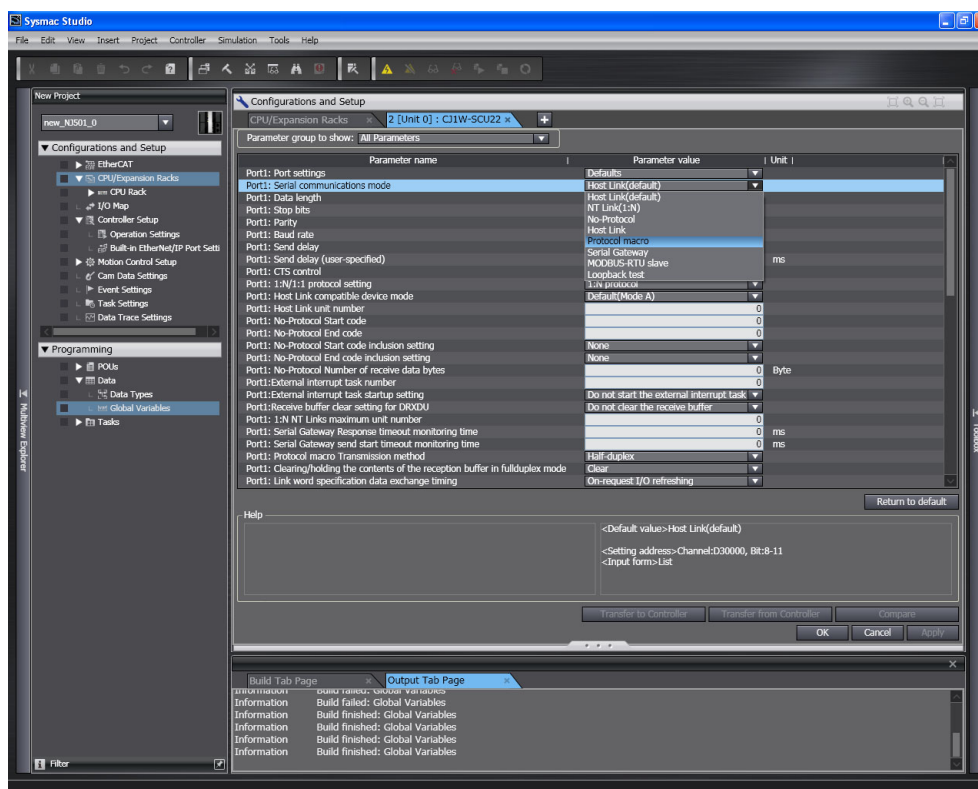 Sysmac Studio
File Edit View Insert Project Controller Simulation Tools Help
New Project
new_NJ501_0
Configurations and Setup
EtherCAT
CPU/Expansion Racks
CPU Rack
I/O Map
Controller Setup
Operation Settings
Built-in EtherNet/IP Port Setti
Motion Control Setup
Cam Data Settings
Event Settings
Task Settings
Data Trace Settings
Programming
POUs
Data
Data Types
Global Variables
Tasks
Filter
Multiview Explorer
Configurations and Setup
CPU/Expansion Racks 2 [Unit 0] : CJ1W-SCU22
Parameter group to show: All Parameters
Parameter name Parameter value Unit
Port1: Port settings Defaults
Port1: Serial communications mode Host Link(default)
Port1: Data length Host Link(default)
Port1: Stop bits NT Link(1:N)
Port1: Parity No-Protocol
Port1: Baud rate Host Link
Port1: Send delay Protocol macro
Port1: Send delay (user-specified) Serial Gateway ms
MODBUS-RTU slave
Port1: CTS control Loopback test
Port1: 1:N/1:1 protocol setting 1:N protocol
Port1: Host Link compatible device mode Default(Mode A)
Port1: Host Link unit number 0
Port1: No-Protocol Start code 0
Port1: No-Protocol End code 0
Port1: No-Protocol Start code inclusion setting None
Port1: No-Protocol End code inclusion setting None
Port1: No-Protocol Number of receive data bytes 0 Byte
Port1:External interrupt task number 0
Port1:External interrupt task startup setting Do not start the external interrupt task
Port1:Receive buffer clear setting for DRXDU Do not clear the receive buffer
Port1: 1:N NT Links maximum unit number 0
Port1: Serial Gateway Response timeout monitoring time 0 ms
Port1: Serial Gateway send start timeout monitoring time 0 ms
Port1: Protocol macro Transmission method Half-duplex
Port1: Clearing/holding the contents of the reception buffer in fullduplex mode Clear
Port1: Link word specification data exchange timing On-request I/O refreshing
Return to default
Help
<Default value>Host Link(default)
<Setting address>Channel:D30000, Bit:8-11
<Input form>List
Transfer to Controller Transfer from Controller Compare
OK Cancel Apply
Build Tab Page Output Tab Page
Information Build failed: Global Variables
Information Build failed: Global Variables
Information Build finished: Global Variables
Information Build finished: Global Variables
Information Build finished: Global Variables
Information Build finished: Global Variables
Toolbox